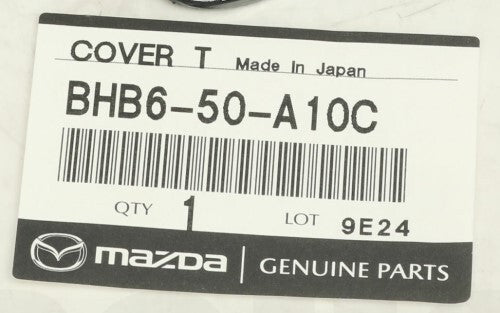 COVER T Made In Japan
BHB6-50-A10C
QTY 1 LOT 9E24
mazda GENUINE PARTS